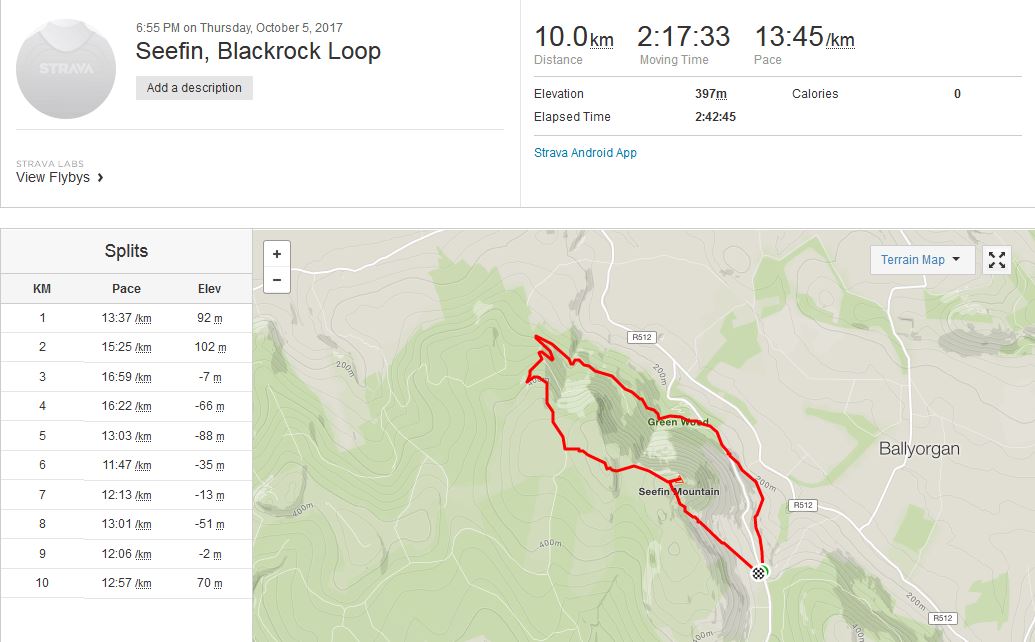 6:55 PM on Thursday, October 5, 2017
Seefin, Blackrock Loop
STRAVA
Add a description
STRAVA LABS
View Flybys
10.0km 2:17:33 13:45/km
Distance Moving Time Pace
Elevation 397m Calories 0
Elapsed Time 2:42:45
Strava Android App
Splits
KM Pace Elev
1 13:37 /km 92 m
2 15:25 /km 102 m
3 16:59 /km -7 m
4 16:22 /km -66 m
5 13:03 /km -88 m
6 11:47 /km -35 m
7 12:13 /km -13 m
8 13:01 /km -51 m
9 12:06 /km -2 m
10 12:57 /km 70 m
+
−
Terrain Map
R512
200m
200m
Green Wood
Ballyorgan
Seefin Mountain
200m
R512
400m
400m
200m
R512
400m